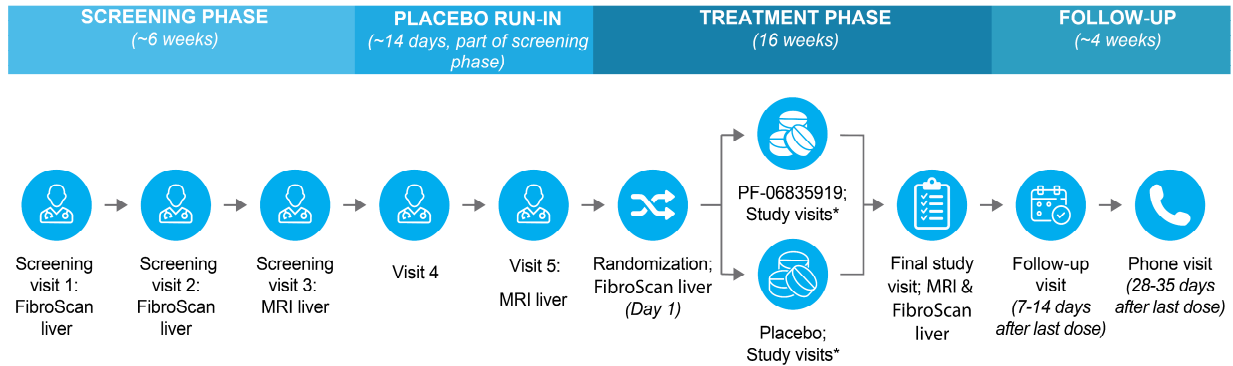 SCREENING PHASE
(~6 weeks)
PLACEBO RUN-IN
(~14 days, part of screening
phase)
TREATMENT PHASE
(16 weeks)
FOLLOW-UP
(~4 weeks)
Screening
visit 1:
FibroScan
liver
Screening
visit 2:
FibroScan
liver
Screening
visit 3:
MRI liver
Visit 4
Visit 5:
MRI liver
Randomization;
FibroScan liver
(Day 1)
PF-06835919;
Study visits*
Placebo;
Study visits*
Final study
visit; MRI &
FibroScan
liver
Follow-up
visit
(7-14 days
after last dose)
Phone visit
(28-35 days
after last dose)